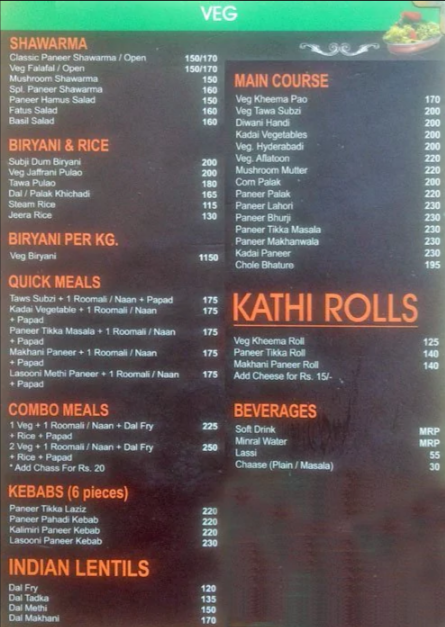 VEG
SHAWARMA
Classic Paneer Shawarma / Open 150/170
Veg Falafal / Open 150/170
Mushroom Shawarma 150
Spl. Paneer Shawarma 160
Paneer Hamus Salad 150
Fatus Salad 160
Basil Salad 160
BIRYANI & RICE
Subji Dum Biryani 200
Veg Jaffrani Pulao 200
Tawa Pulao 180
Dal / Palak Khichadi 165
Steam Rice 115
Jeera Rice 130
BIRYANI PER KG.
Veg Biryani 1150
QUICK MEALS
Taws Subzi + 1 Roomali / Naan + Papad 175
Kadai Vegetable + 1 Roomali / Naan 175
+ Papad
Paneer Tikka Masala + 1 Roomali / Naan 175
+ Papad
Makhani Paneer + 1 Roomali / Naan 175
+ Papad
Lasooni Methi Paneer + 1 Roomali / Naan 175
+ Papad
COMBO MEALS
1 Veg + 1 Roomali / Naan + Dal Fry 225
+ Rice + Papad
2 Veg + 1 Roomali / Naan + Dal Fry 250
+ Rice + Papad
* Add Chass For Rs. 20
KEBABS (6 pieces)
Paneer Tikka Laziz 220
Paneer Pahadi Kebab 220
Kalimiri Paneer Kebab 220
Lasooni Paneer Kebab 230
INDIAN LENTILS
Dal Fry 120
Dal Tadka 135
Dal Methi 150
Dal Makhani 170
MAIN COURSE
Veg Kheema Pao 170
Veg Tawa Subzi 200
Diwani Handi 200
Kadai Vegetables 200
Veg. Hyderabadi 200
Veg. Aflatoon 220
Mushroom Mutter 220
Corn Palak 200
Paneer Palak 220
Paneer Lahori 230
Paneer Bhurji 230
Paneer Tikka Masala 230
Paneer Makhanwala 230
Kadai Paneer 230
Chole Bhature 195
KATHI ROLLS
Veg Kheema Roll 125
Paneer Tikka Roll 140
Makhani Paneer Roll 140
Add Cheese for Rs. 15/-
BEVERAGES
Soft Drink MRP
Minral Water MRP
Lassi 55
Chaase (Plain / Masala) 30